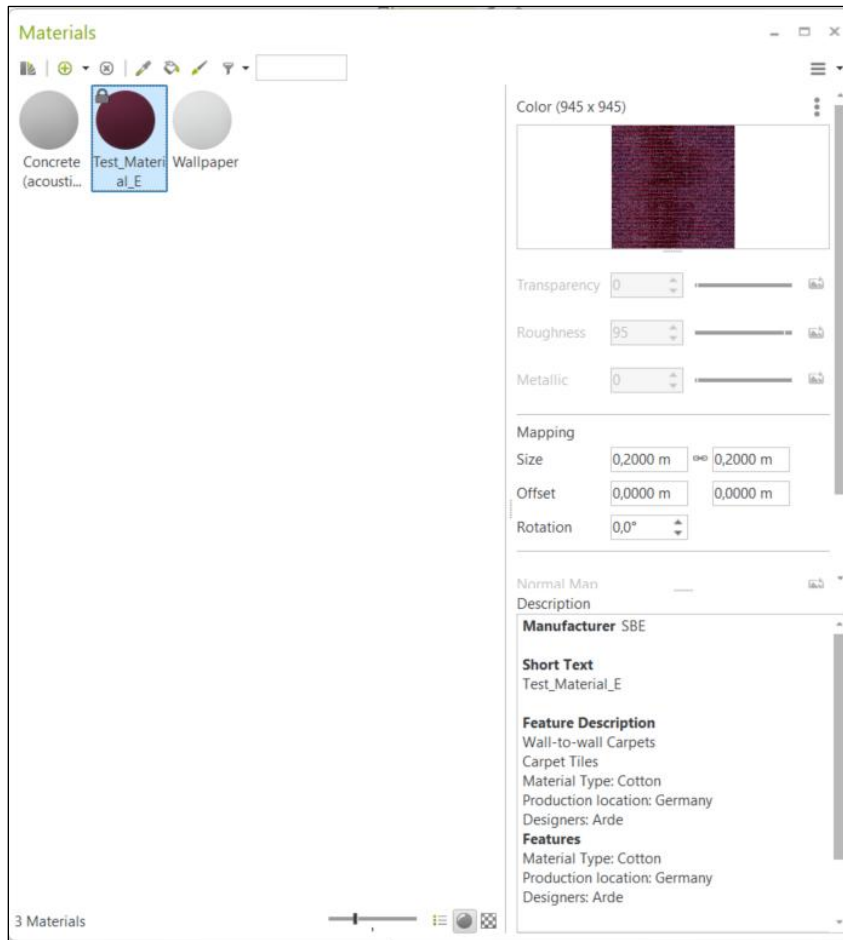 Materials
Concrete
(acousti...
Test_Materi
al_E
Wallpaper
Color (945 x 945)
Transparency 0
Roughness 95
Metallic 0
Mapping
Size 0,2000 m 0,2000 m
Offset 0,0000 m 0,0000 m
Rotation 0,0°
Normal Map
Description
Manufacturer SBE
Short Text
Test_Material_E
Feature Description
Wall-to-wall Carpets
Carpet Tiles
Material Type: Cotton
Production location: Germany
Designers: Arde
Features
Material Type: Cotton
Production location: Germany
Designers: Arde
3 Materials